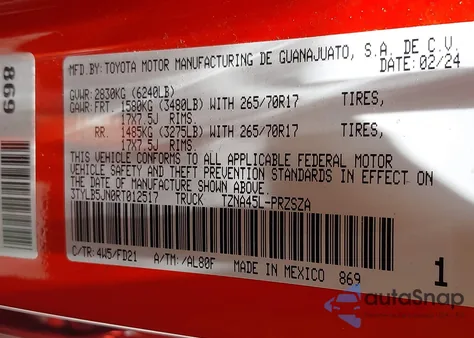 MFD.BY: TOYOTA MOTOR MANUFACTURING DE GUANAJUATO, S.A. DE C.V.
DATE: 02/24
GVWR: 2830KG (6240LB)
GAWR: FRT. 1580KG (3480LB) WITH 265/70R17 TIRES,
17X7.5J RIMS.
RR. 1485KG (3275LB) WITH 265/70R17 TIRES,
17X7.5J RIMS.
THIS VEHICLE CONFORMS TO ALL APPLICABLE FEDERAL MOTOR
VEHICLE SAFETY AND THEFT PREVENTION STANDARDS IN EFFECT ON
THE DATE OF MANUFACTURE SHOWN ABOVE.
3TYLB5JN0RT012517 TRUCK TZNA45L-PRZSZA
C/TR: 4W5/FD21 A/TM: /AL80F MADE IN MEXICO 869
1
869
autoSnap